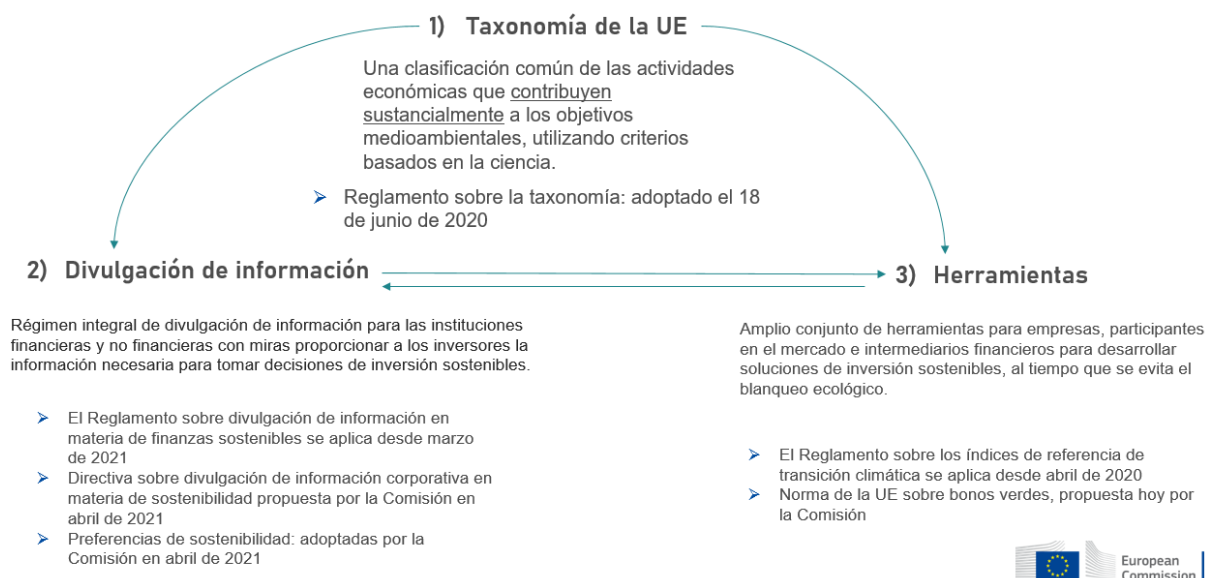 1) Taxonomía de la UE
Una clasificación común de las actividades
económicas que contribuyen
sustancialmente a los objetivos
medioambientales, utilizando criterios
basados en la ciencia.
➢ Reglamento sobre la taxonomía: adoptado el 18
de junio de 2020
2) Divulgación de información
Régimen integral de divulgación de información para las instituciones
financieras y no financieras con miras proporcionar a los inversores la
información necesaria para tomar decisiones de inversión sostenibles.
➢ El Reglamento sobre divulgación de información en
materia de finanzas sostenibles se aplica desde marzo
de 2021
➢ Directiva sobre divulgación de información corporativa en
materia de sostenibilidad propuesta por la Comisión en
abril de 2021
➢ Preferencias de sostenibilidad: adoptadas por la
Comisión en abril de 2021
3) Herramientas
Amplio conjunto de herramientas para empresas, participantes
en el mercado e intermediarios financieros para desarrollar
soluciones de inversión sostenibles, al tiempo que se evita el
blanqueo ecológico.
➢ El Reglamento sobre los índices de referencia de
transición climática se aplica desde abril de 2020
➢ Norma de la UE sobre bonos verdes, propuesta hoy por
la Comisión
European
Commission